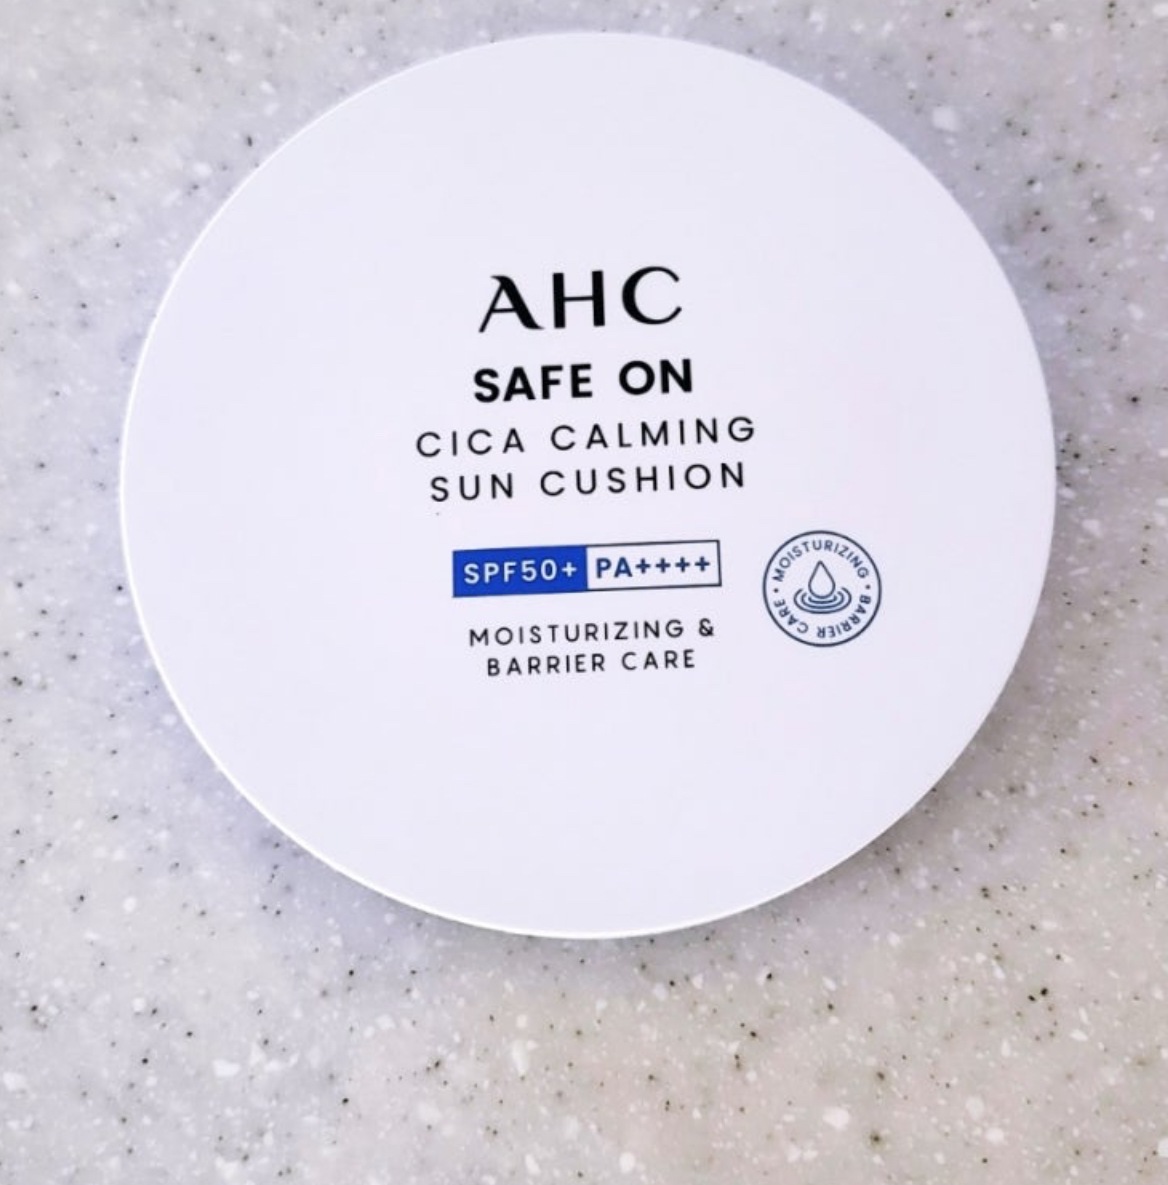 AHC
SAFE ON
CICA CALMING
SUN CUSHION
SPF50+ PA++++
MOISTURIZING • BARRIER CARE •
MOISTURIZING &
BARRIER CARE